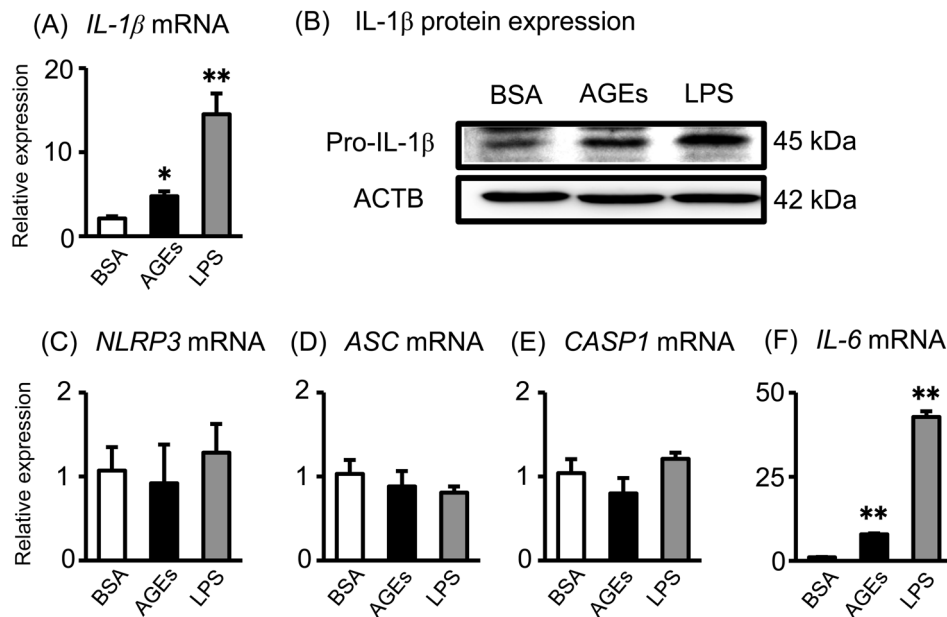 (A) IL-1β mRNA
Relative expression
20
10
0
*
**
BSA
AGEs
LPS
(B) IL-1β protein expression
BSA AGEs LPS
Pro-IL-1β 45 kDa
ACTB 42 kDa
(C) NLRP3 mRNA
Relative expression
2
1
0
BSA
AGEs
LPS
(D) ASC mRNA
2
1
0
BSA
AGEs
LPS
(E) CASP1 mRNA
2
1
0
BSA
AGEs
LPS
(F) IL-6 mRNA
50
25
0
**
**
BSA
AGEs
LPS